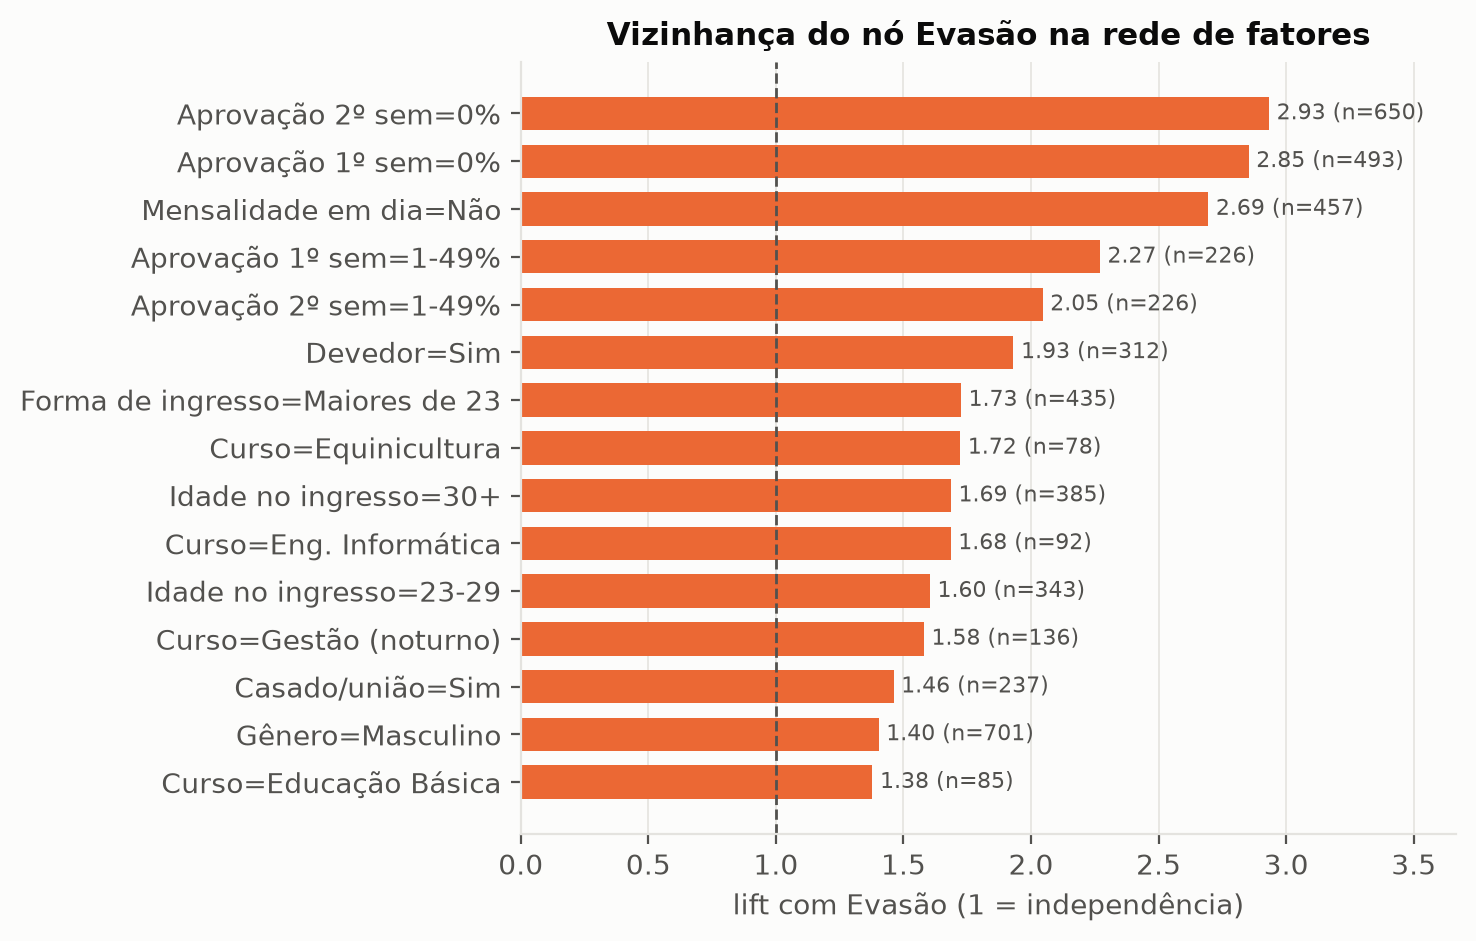 Vizinhança do nó Evasão na rede de fatores
Aprovação 2º sem=0% 2.93 (n=650)
Aprovação 1º sem=0% 2.85 (n=493)
Mensalidade em dia=Não 2.69 (n=457)
Aprovação 1º sem=1-49% 2.27 (n=226)
Aprovação 2º sem=1-49% 2.05 (n=226)
Devedor=Sim 1.93 (n=312)
Forma de ingresso=Maiores de 23 1.73 (n=435)
Curso=Equinicultura 1.72 (n=78)
Idade no ingresso=30+ 1.69 (n=385)
Curso=Eng. Informática 1.68 (n=92)
Idade no ingresso=23-29 1.60 (n=343)
Curso=Gestão (noturno) 1.58 (n=136)
Casado/união=Sim 1.46 (n=237)
Gênero=Masculino 1.40 (n=701)
Curso=Educação Básica 1.38 (n=85)
0.0 0.5 1.0 1.5 2.0 2.5 3.0 3.5
lift com Evasão (1 = independência)